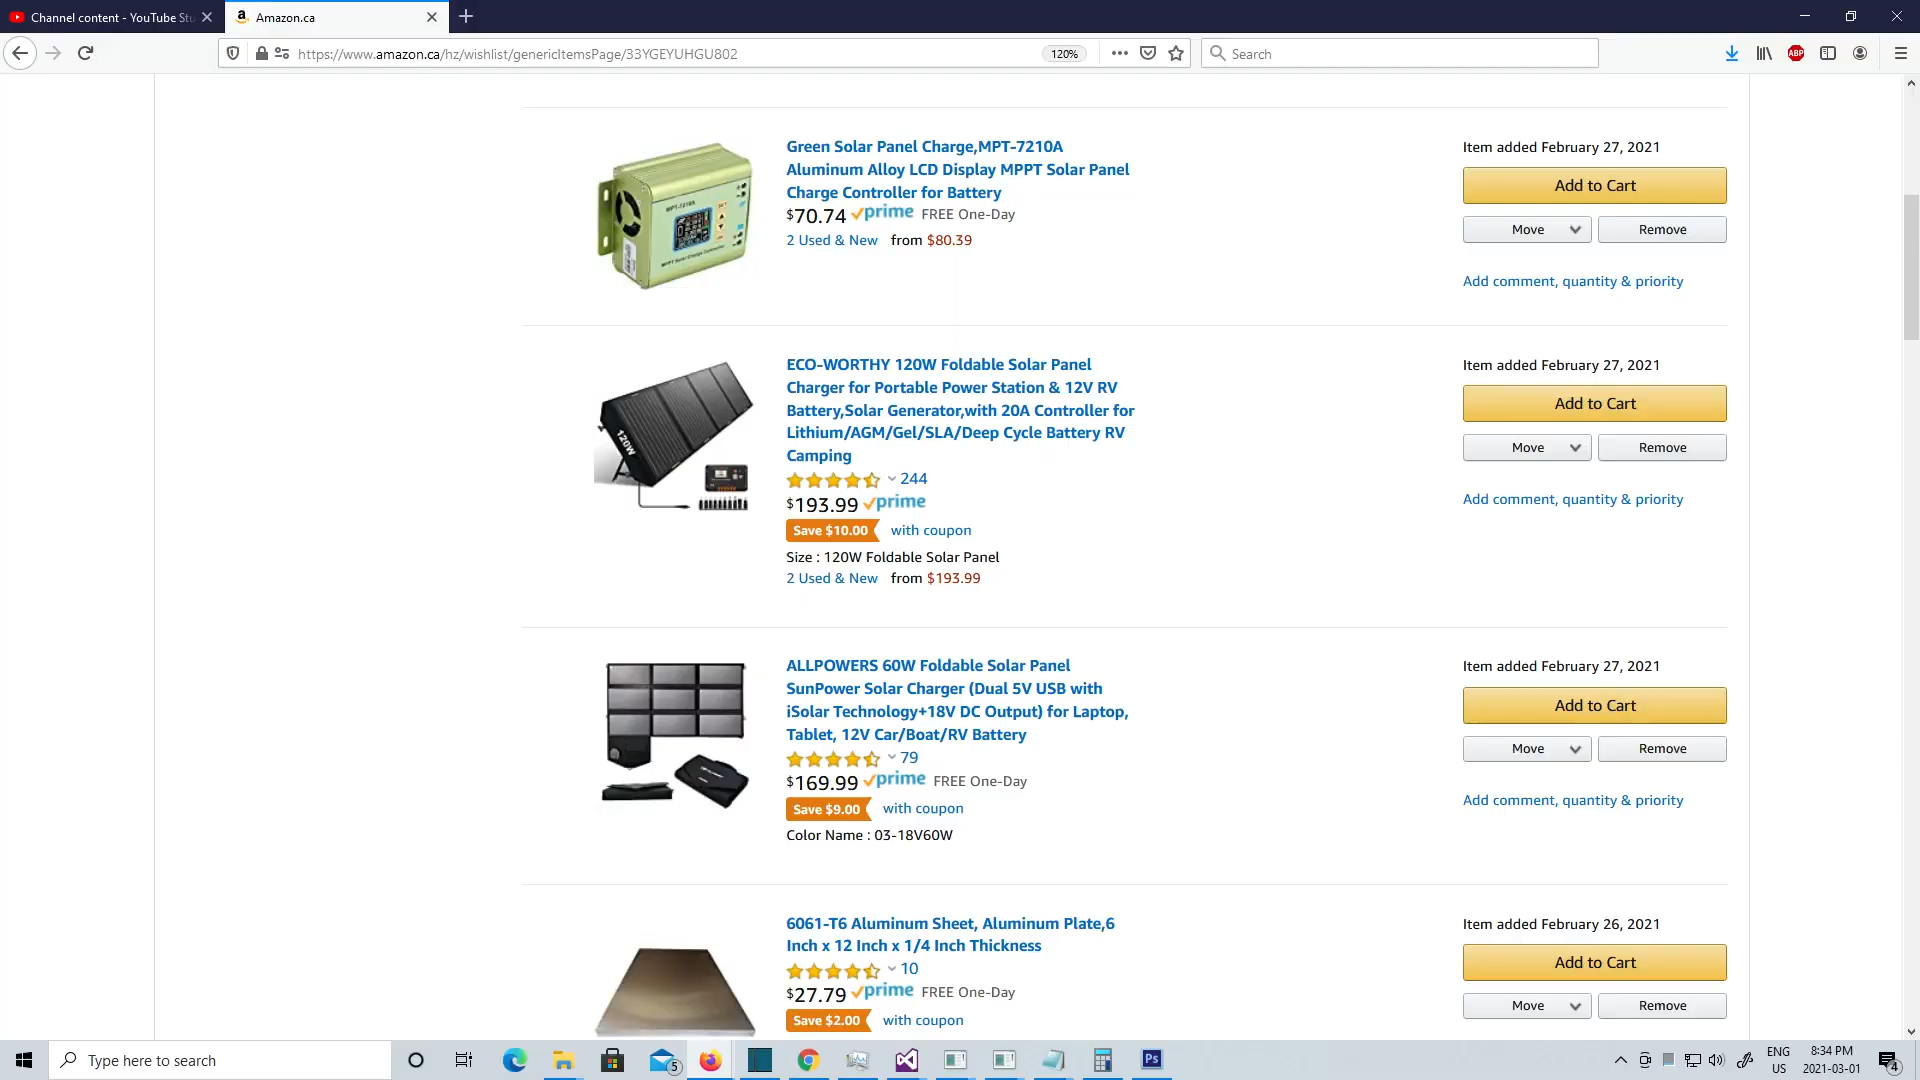 Channel content - YouTube Stu
Amazon.ca
https://www.amazon.ca/hz/wishlist/genericItemsPage/33YGEYUHGU802
120%
Search
ABP
Green Solar Panel Charge,MPT-7210A
Aluminum Alloy LCD Display MPPT Solar Panel
Charge Controller for Battery
$70.74 prime FREE One-Day
2 Used & New from $80.39
Item added February 27, 2021
Add to Cart
Move
Remove
Add comment, quantity & priority
MPT-7210A
ECO-WORTHY 120W Foldable Solar Panel
Charger for Portable Power Station & 12V RV
Battery,Solar Generator,with 20A Controller for
Lithium/AGM/Gel/SLA/Deep Cycle Battery RV
Camping
244
$193.99 prime
Save $10.00 with coupon
Size : 120W Foldable Solar Panel
2 Used & New from $193.99
Item added February 27, 2021
Add to Cart
Move
Remove
Add comment, quantity & priority
120W
ALLPOWERS 60W Foldable Solar Panel
SunPower Solar Charger (Dual 5V USB with
iSolar Technology+18V DC Output) for Laptop,
Tablet, 12V Car/Boat/RV Battery
79
$169.99 prime FREE One-Day
Save $9.00 with coupon
Color Name : 03-18V60W
Item added February 27, 2021
Add to Cart
Move
Remove
Add comment, quantity & priority
6061-T6 Aluminum Sheet, Aluminum Plate,6
Inch x 12 Inch x 1/4 Inch Thickness
10
$27.79 prime FREE One-Day
Save $2.00 with coupon
Item added February 26, 2021
Add to Cart
Move
Remove
Type here to search
5
Ps
ENG
US
8:34 PM
2021-03-01
4